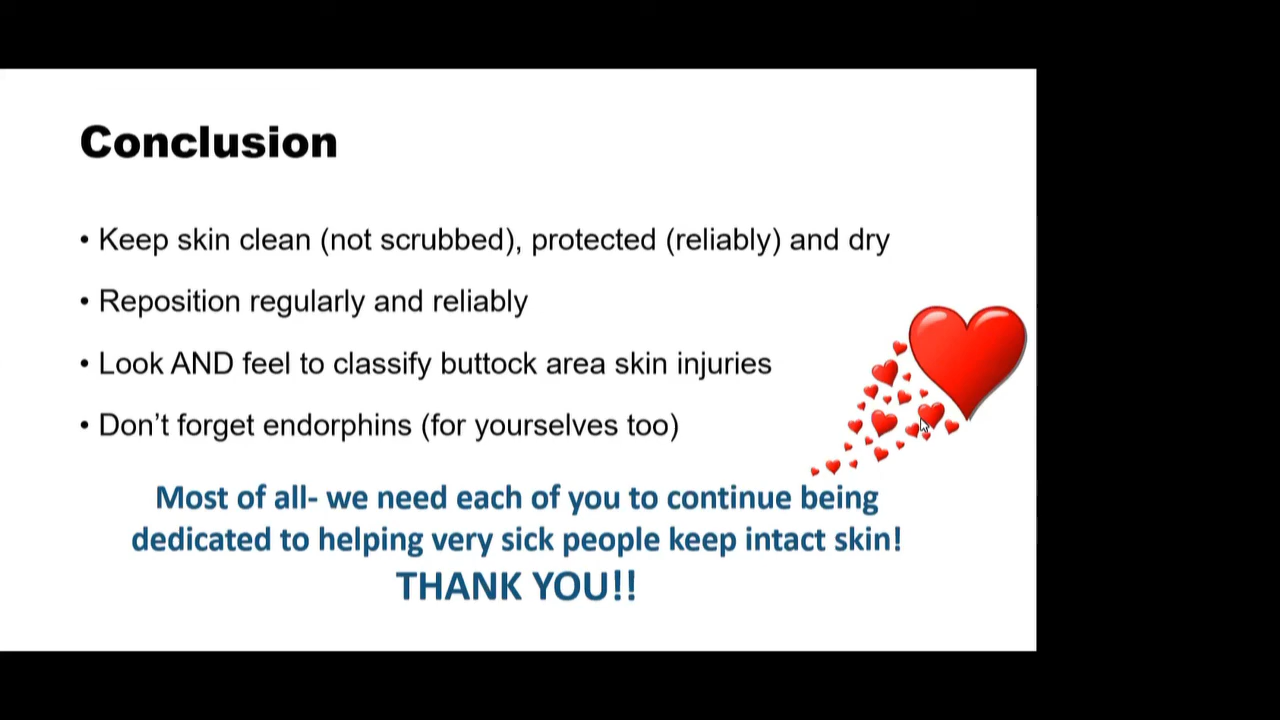 Conclusion
• Keep skin clean (not scrubbed), protected (reliably) and dry
• Reposition regularly and reliably
• Look AND feel to classify buttock area skin injuries
• Don’t forget endorphins (for yourselves too)
Most of all- we need each of you to continue being
dedicated to helping very sick people keep intact skin!
THANK YOU!!